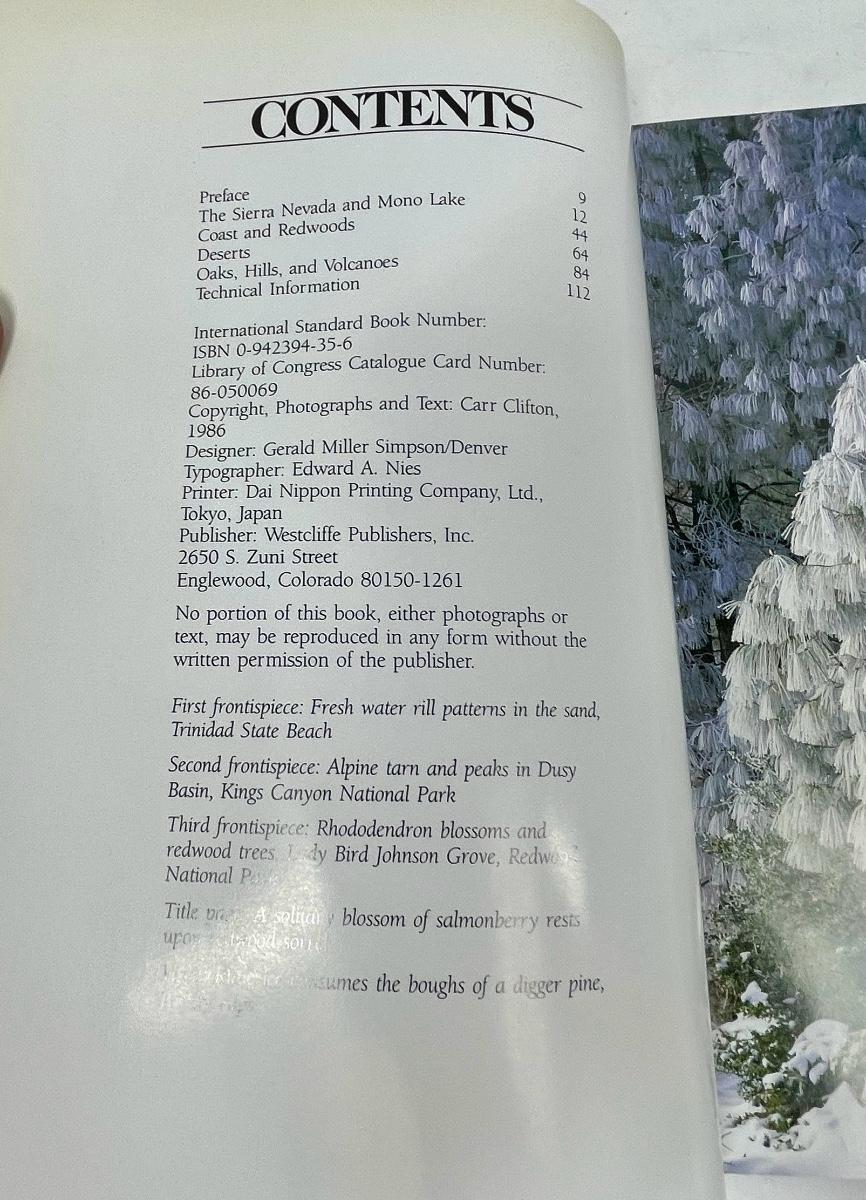 CONTENTS
Preface 9
The Sierra Nevada and Mono Lake 12
Coast and Redwoods 44
Deserts 64
Oaks, Hills, and Volcanoes 84
Technical Information 112
International Standard Book Number:
ISBN 0-942394-35-6
Library of Congress Catalogue Card Number:
86-050069
Copyright, Photographs and Text: Carr Clifton,
1986
Designer: Gerald Miller Simpson/Denver
Typographer: Edward A. Nies
Printer: Dai Nippon Printing Company, Ltd.,
Tokyo, Japan
Publisher: Westcliffe Publishers, Inc.
2650 S. Zuni Street
Englewood, Colorado 80150-1261
No portion of this book, either photographs or
text, may be reproduced in any form without the
written permission of the publisher.
First frontispiece: Fresh water rill patterns in the sand,
Trinidad State Beach
Second frontispiece: Alpine tarn and peaks in Dusy
Basin, Kings Canyon National Park
Third frontispiece: Rhododendron blossoms and
redwood trees, Lady Bird Johnson Grove, Redwood
National Park
Title page: A solitary blossom of salmonberry rests
upon
the boughs of a digger pine,